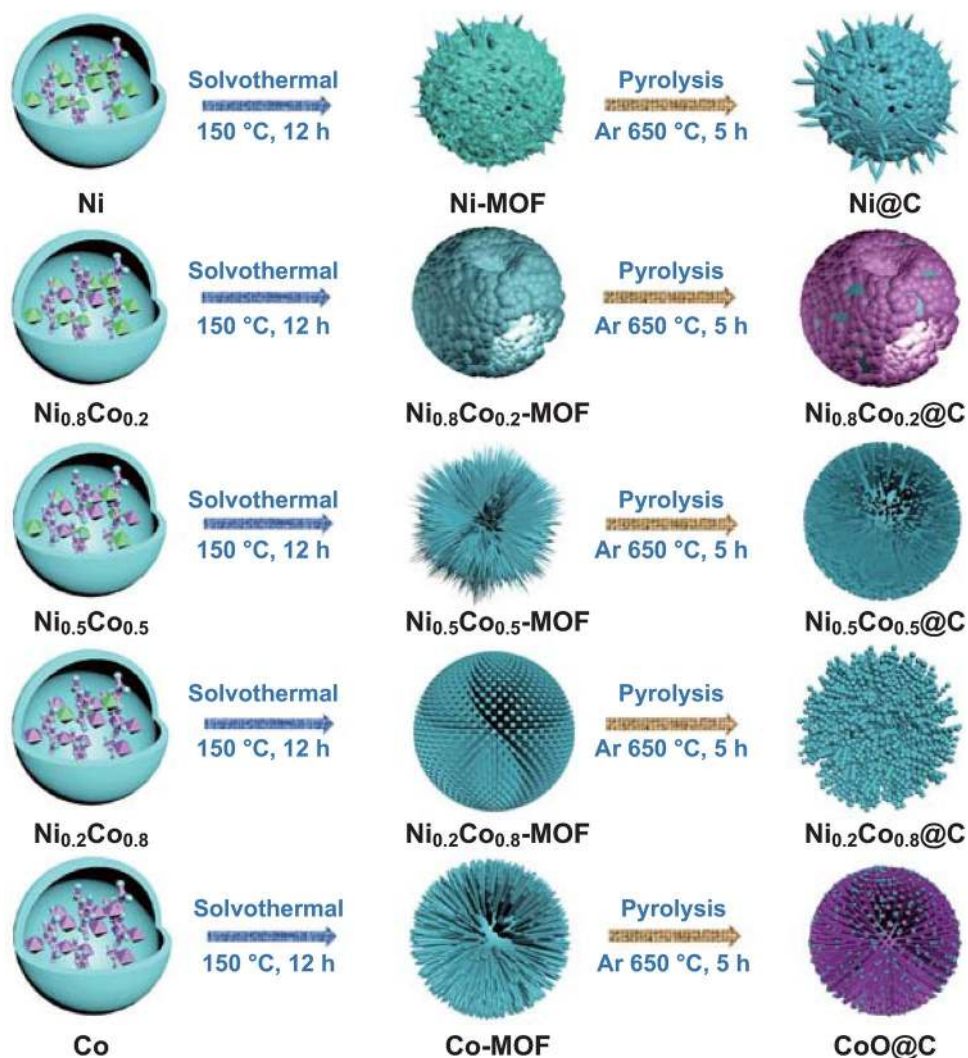 Solvothermal
150 °C, 12 h
Pyrolysis
Ar 650 °C, 5 h
Ni
Ni-MOF
Ni@C
Solvothermal
150 °C, 12 h
Pyrolysis
Ar 650 °C, 5 h
Ni₀.₈Co₀.₂
Ni₀.₈Co₀.₂-MOF
Ni₀.₈Co₀.₂@C
Solvothermal
150 °C, 12 h
Pyrolysis
Ar 650 °C, 5 h
Ni₀.₅Co₀.₅
Ni₀.₅Co₀.₅-MOF
Ni₀.₅Co₀.₅@C
Solvothermal
150 °C, 12 h
Pyrolysis
Ar 650 °C, 5 h
Ni₀.₂Co₀.₈
Ni₀.₂Co₀.₈-MOF
Ni₀.₂Co₀.₈@C
Solvothermal
150 °C, 12 h
Pyrolysis
Ar 650 °C, 5 h
Co
Co-MOF
CoO@C